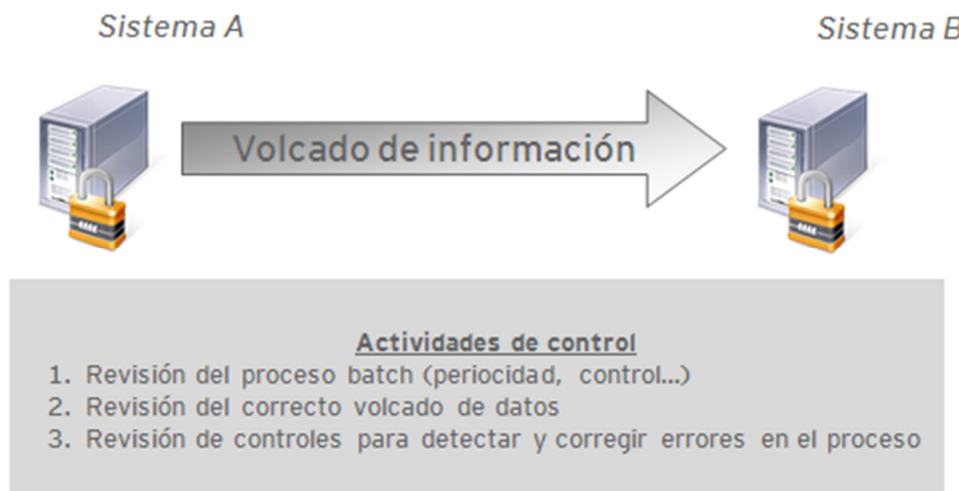 Sistema A
Sistema B
Volcado de información
Actividades de control
1. Revisión del proceso batch (periocidad, control...)
2. Revisión del correcto volcado de datos
3. Revisión de controles para detectar y corregir errores en el proceso